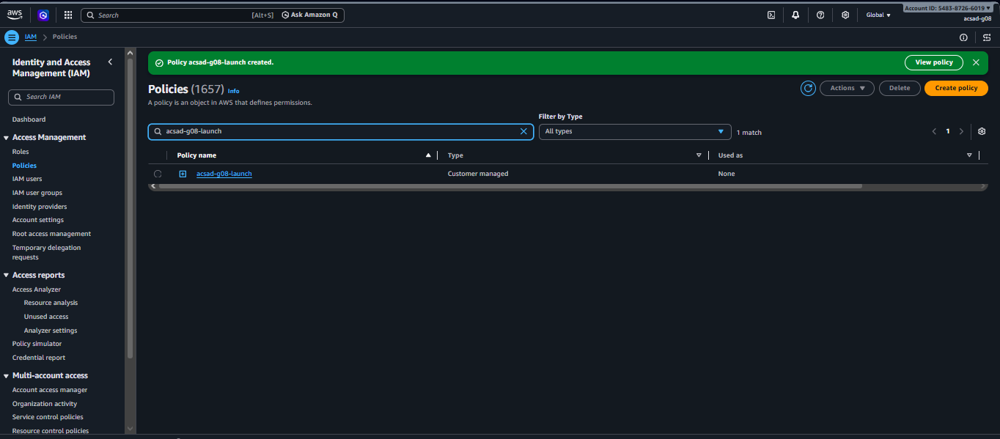 aws
Search [Alt+S] Ask Amazon Q
Global
Account ID: 5483-8726-6019
acsad-g08
IAM > Policies
Identity and Access Management (IAM)
Search IAM
Dashboard
Access Management
Roles
Policies
IAM users
IAM user groups
Identity providers
Account settings
Root access management
Temporary delegation requests
Access reports
Access Analyzer
Resource analysis
Unused access
Analyzer settings
Policy simulator
Credential report
Multi-account access
Account access manager
Organization activity
Service control policies
Resource control policies
Policy acsad-g08-launch created.
View policy
Policies (1657) Info
A policy is an object in AWS that defines permissions.
Actions
Delete
Create policy
Filter by Type
acsad-g08-launch
All types
1 match
1
Policy name Type Used as
acsad-g08-launch Customer managed None